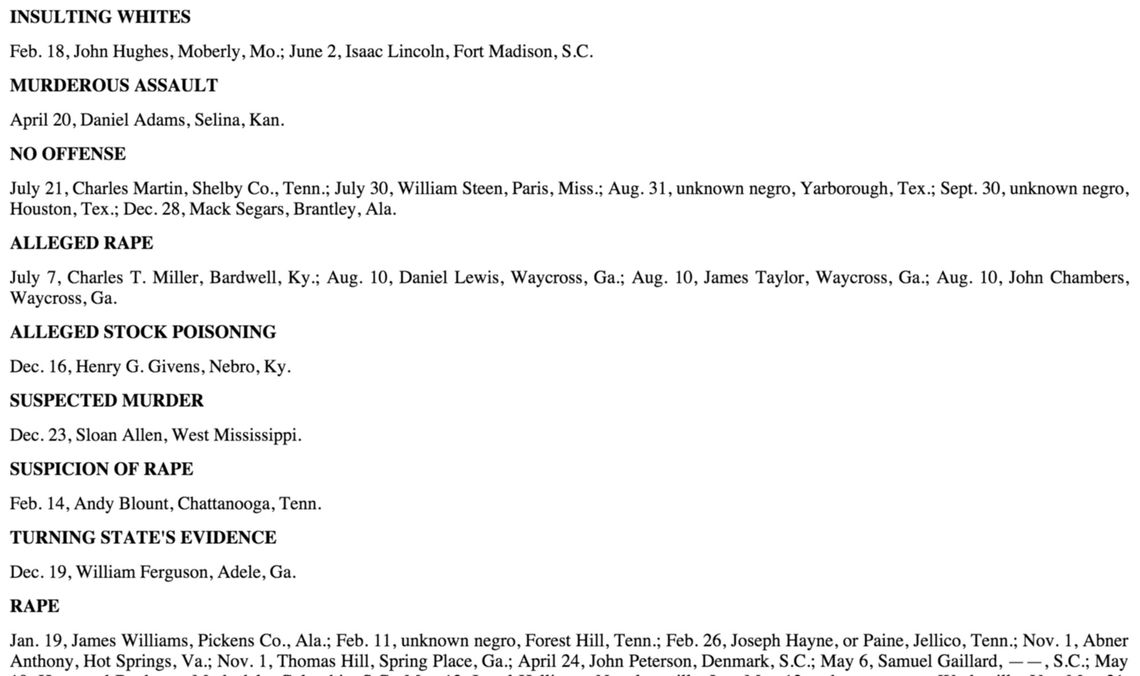 INSULTING WHITES
Feb. 18, John Hughes, Moberly, Mo.; June 2, Isaac Lincoln, Fort Madison, S.C.
MURDEROUS ASSAULT
April 20, Daniel Adams, Selina, Kan.
NO OFFENSE
July 21, Charles Martin, Shelby Co., Tenn.; July 30, William Steen, Paris, Miss.; Aug. 31, unknown negro, Yarborough, Tex.; Sept. 30, unknown negro,
Houston, Tex.; Dec. 28, Mack Segars, Brantley, Ala.
ALLEGED RAPE
July 7, Charles T. Miller, Bardwell, Ky.; Aug. 10, Daniel Lewis, Waycross, Ga.; Aug. 10, James Taylor, Waycross, Ga.; Aug. 10, John Chambers,
Waycross, Ga.
ALLEGED STOCK POISONING
Dec. 16, Henry G. Givens, Nebro, Ky.
SUSPECTED MURDER
Dec. 23, Sloan Allen, West Mississippi.
SUSPICION OF RAPE
Feb. 14, Andy Blount, Chattanooga, Tenn.
TURNING STATE'S EVIDENCE
Dec. 19, William Ferguson, Adele, Ga.
RAPE
Jan. 19, James Williams, Pickens Co., Ala.; Feb. 11, unknown negro, Forest Hill, Tenn.; Feb. 26, Joseph Hayne, or Paine, Jellico, Tenn.; Nov. 1, Abner
Anthony, Hot Springs, Va.; Nov. 1, Thomas Hill, Spring Place, Ga.; April 24, John Peterson, Denmark, S.C.; May 6, Samuel Gaillard, — —, S.C.; May